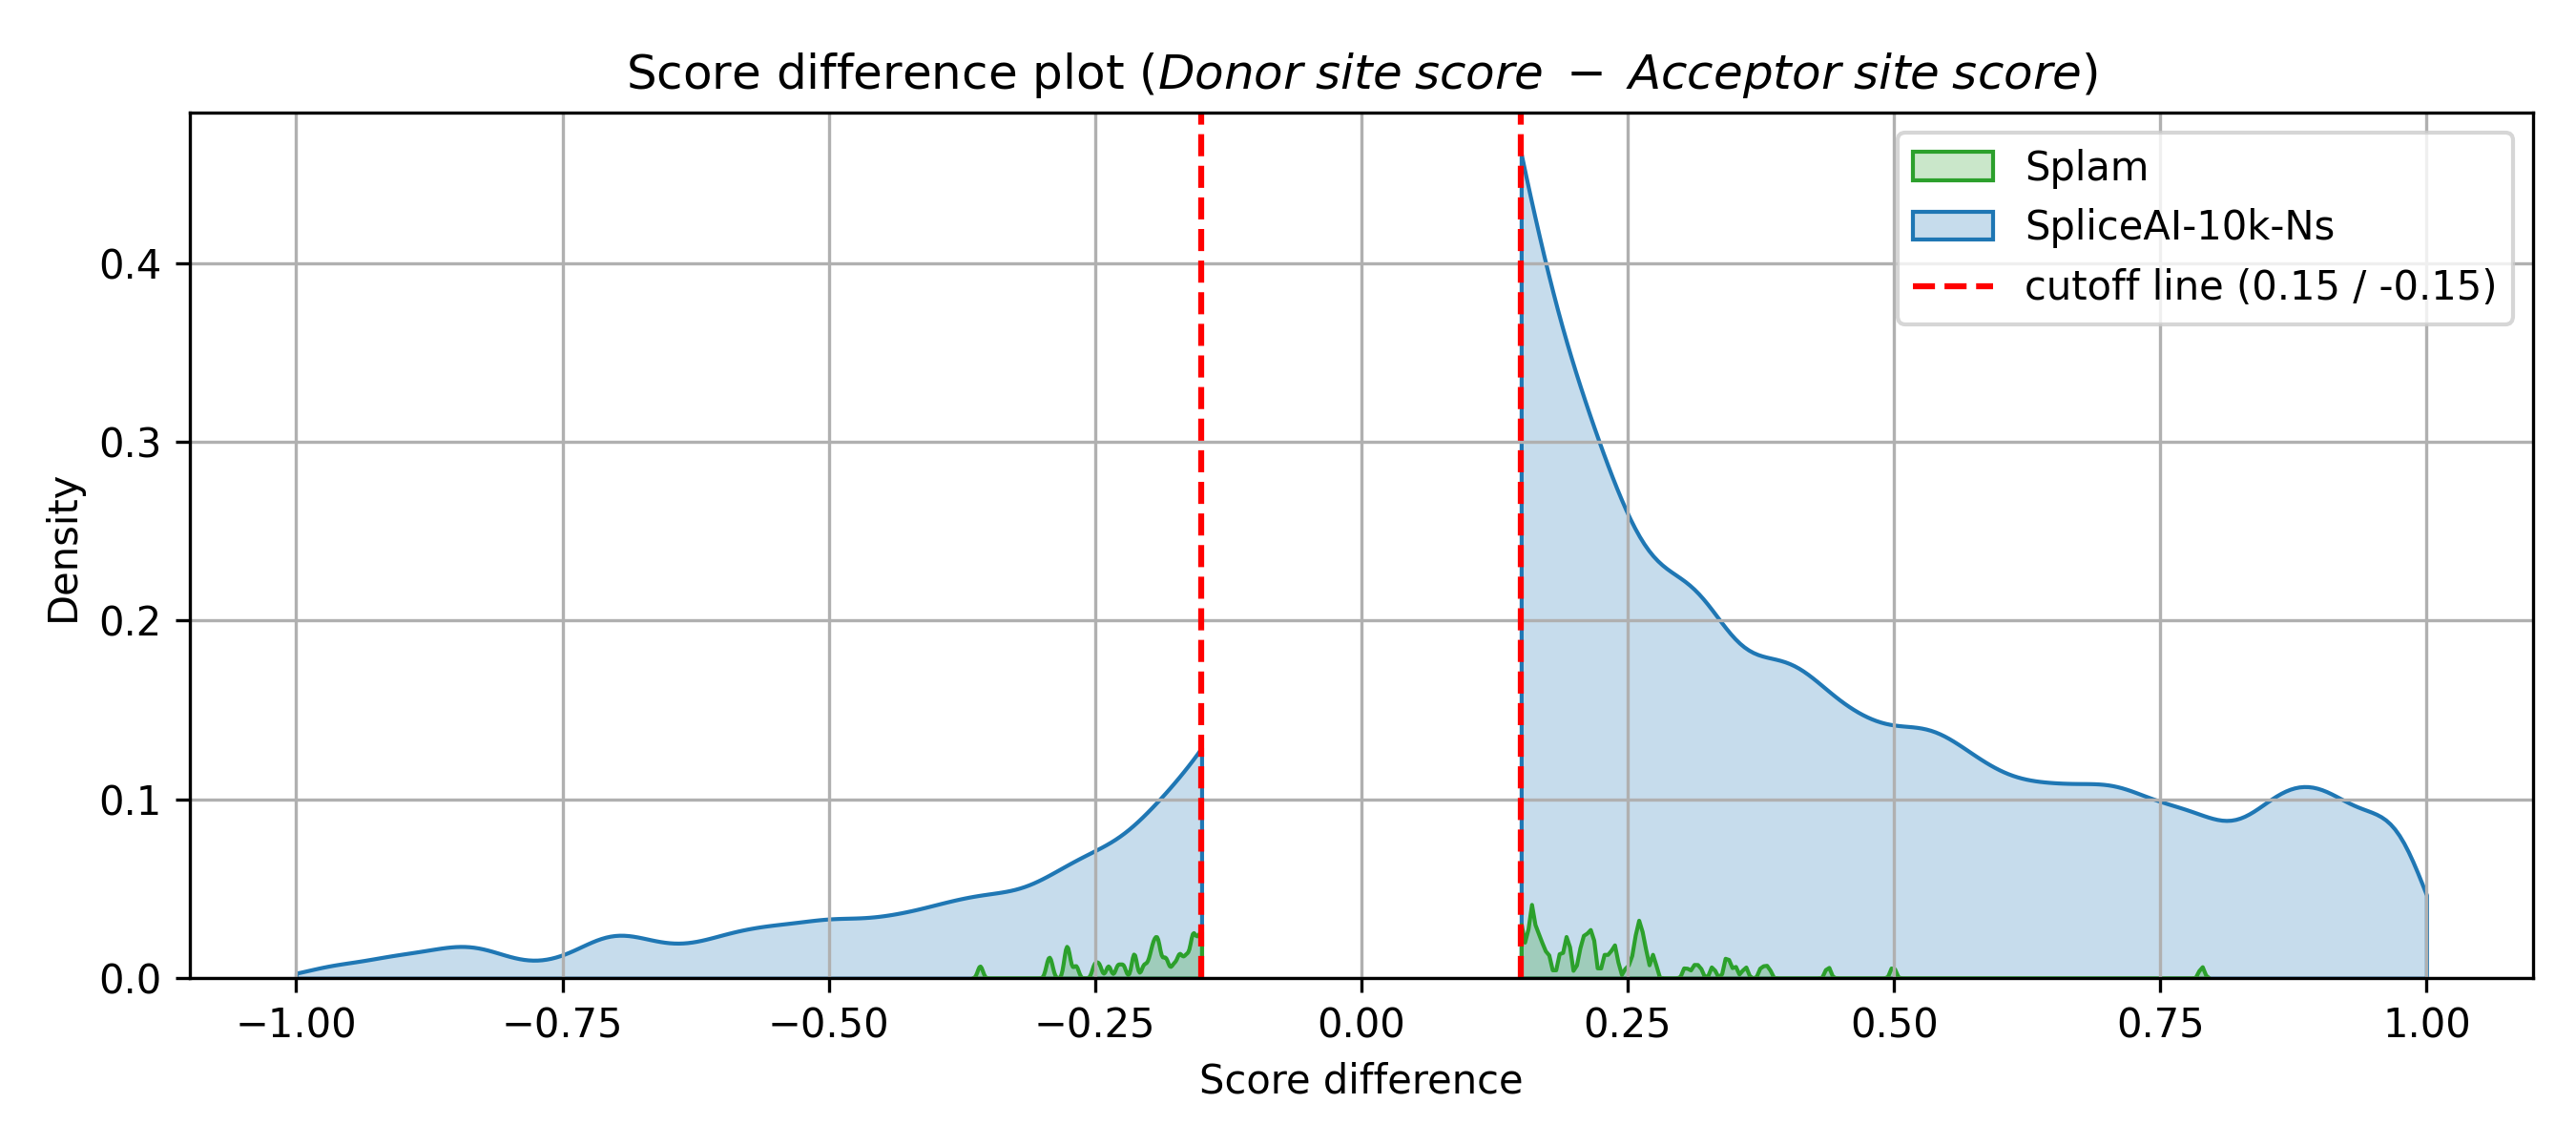 Score difference plot (Donor site score − Acceptor site score)
Splam
SpliceAI-10k-Ns
cutoff line (0.15 / -0.15)
Density
0.4
0.3
0.2
0.1
0.0
−1.00 −0.75 −0.50 −0.25 0.00 0.25 0.50 0.75 1.00
Score difference